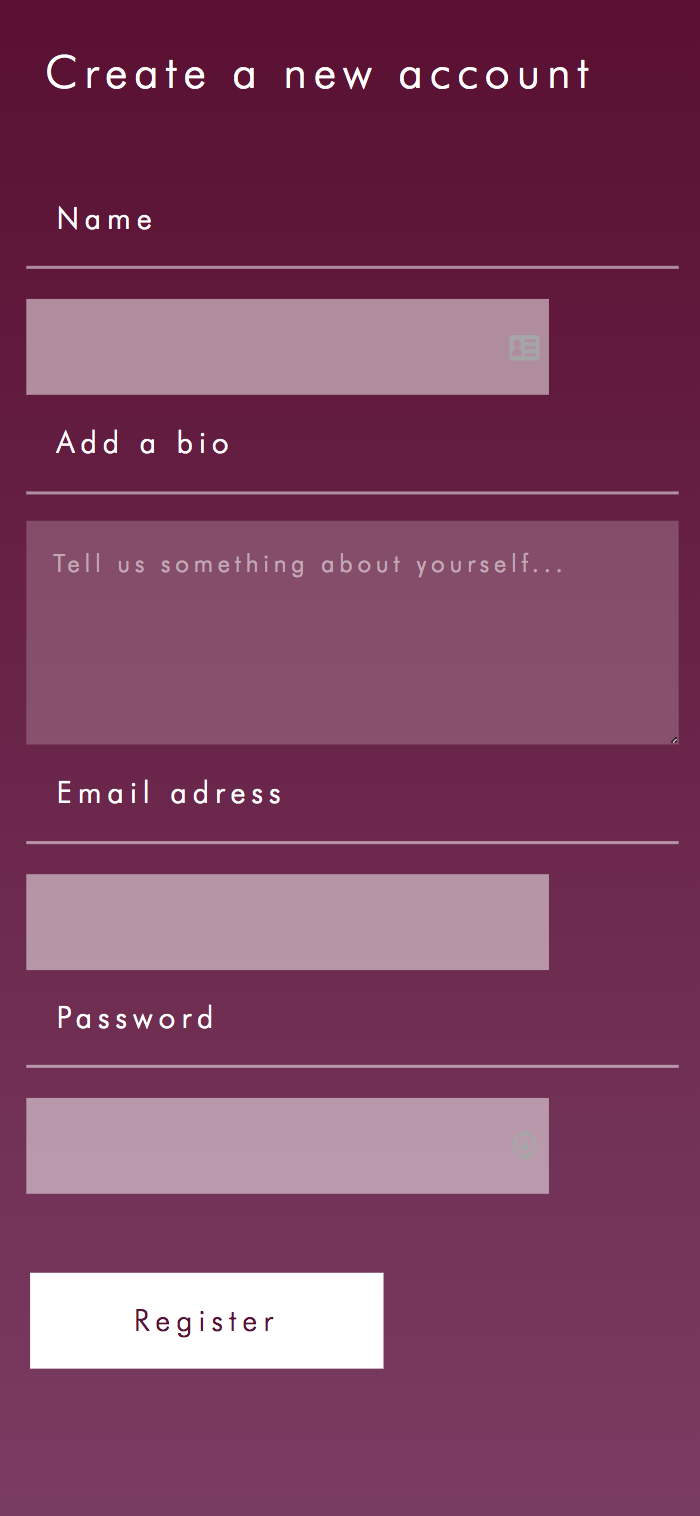 Create a new account
Name
Add a bio
Tell us something about yourself...
Email adress
Password
Register